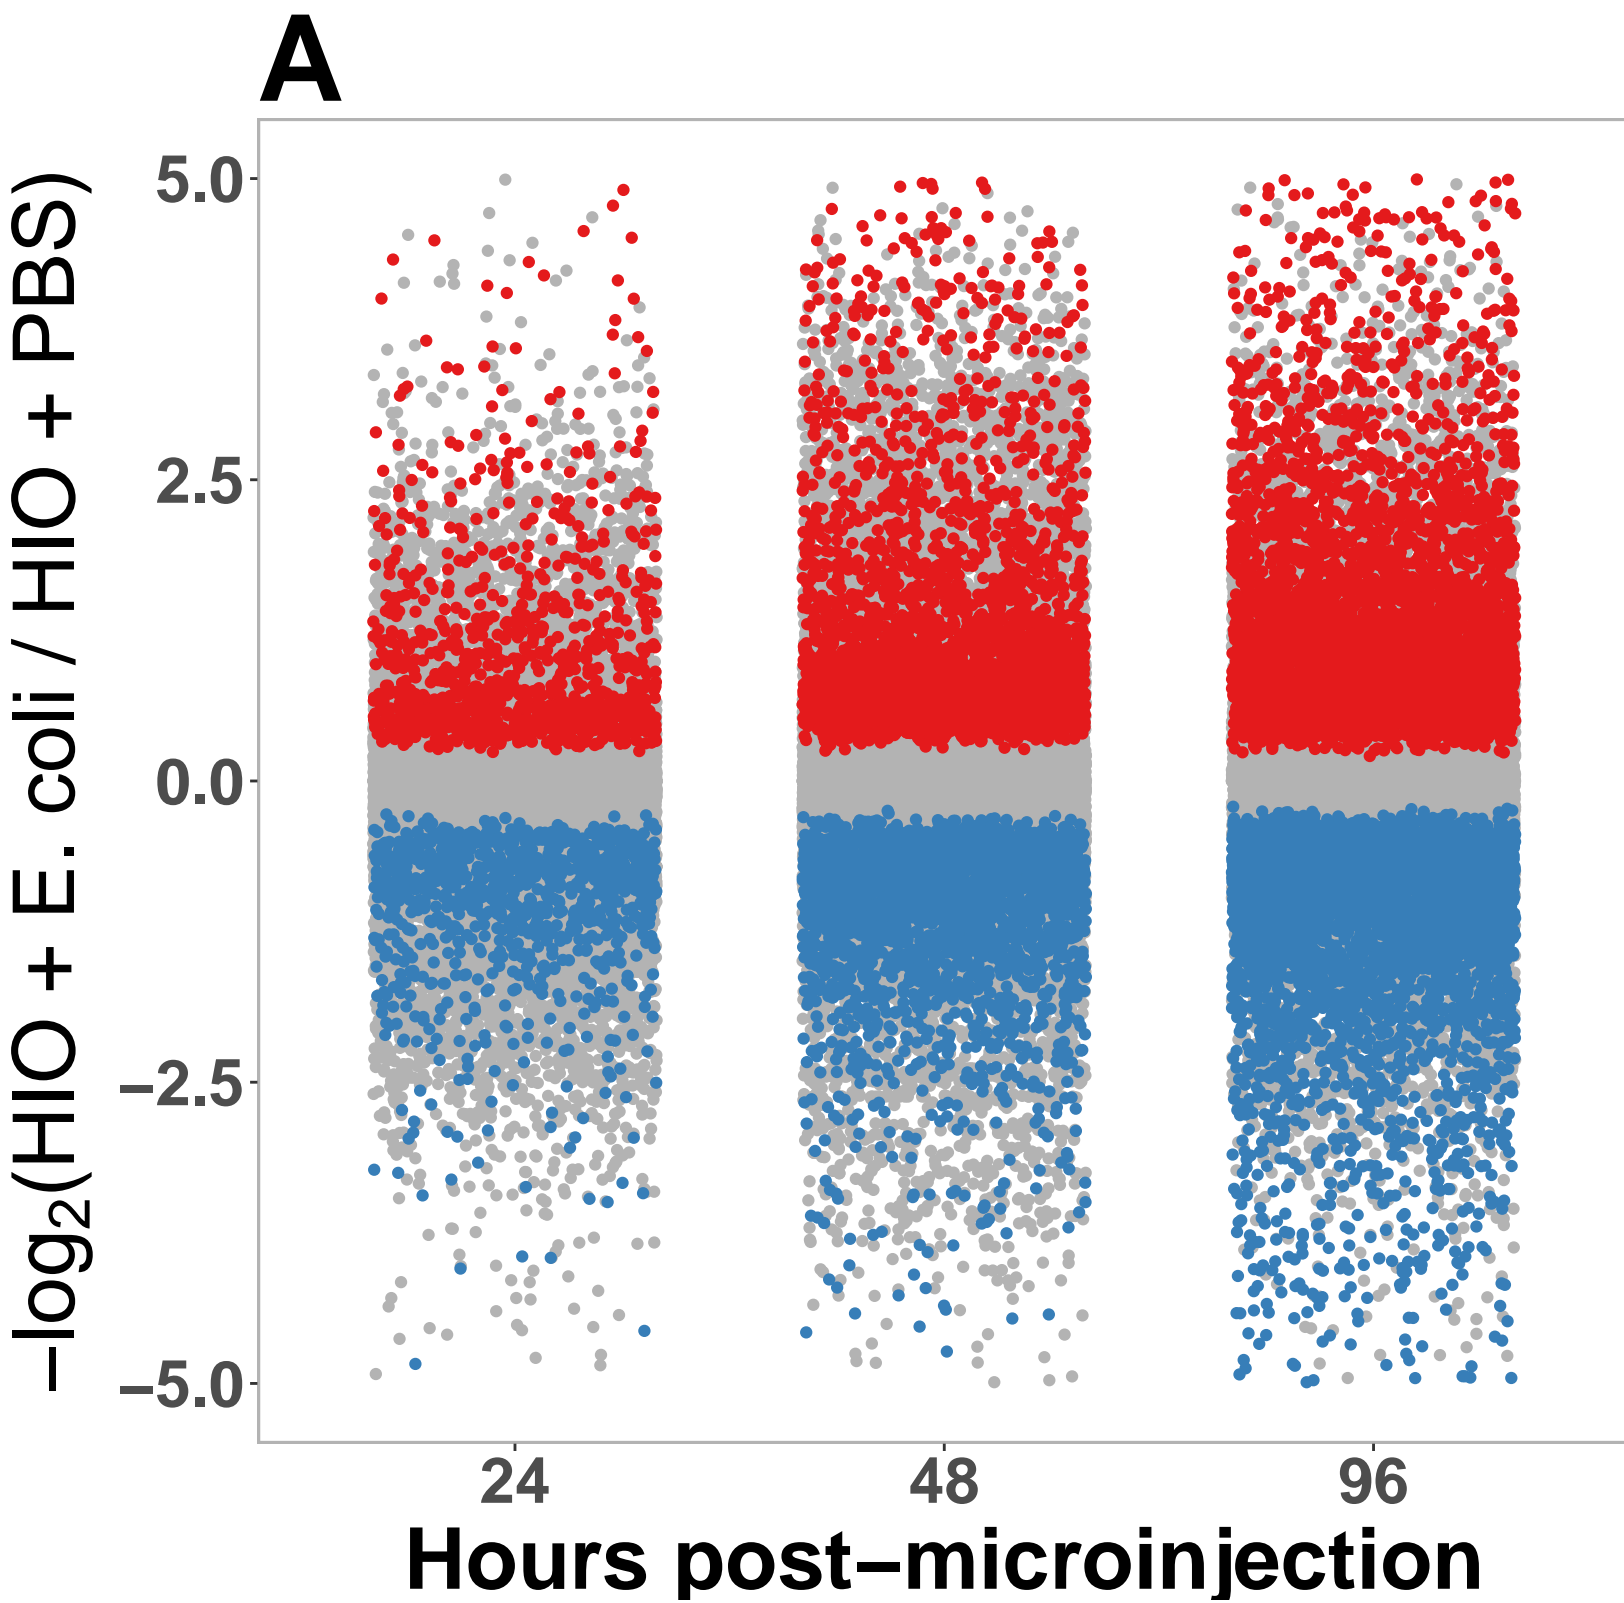 A
−log2(HIO + E. coli / HIO + PBS)
5.0
2.5
0.0
−2.5
−5.0
24 48 96
Hours post−microinjection